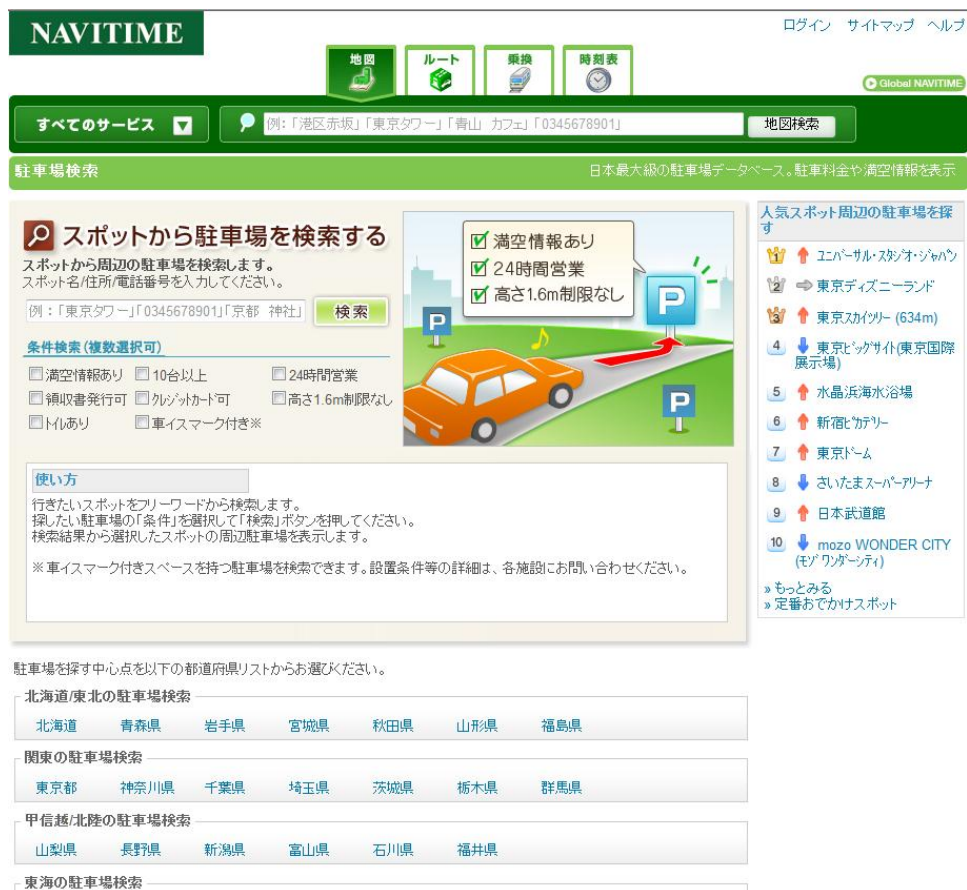 NAVITIME
ログイン サイトマップ ヘルプ
地図 ルート 乗換 時刻表
Global NAVITIME
すべてのサービス
例:「港区赤坂」「東京タワー」「青山 カフェ」「0345678901」
地図検索
駐車場検索
日本最大級の駐車場データベース。駐車料金や満空情報を表示
スポットから駐車場を検索する
スポットから周辺の駐車場を検索します。
スポット名/住所/電話番号を入力してください。
例:「東京タワー」「0345678901」「京都 神社」
検索
条件検索(複数選択可)
満空情報あり 10台以上 24時間営業
領収書発行可 クレジットカード可 高さ1.6m制限なし
トイレあり 車イスマーク付き※
満空情報あり
24時間営業
高さ1.6m制限なし
P
P
P
使い方
行きたいスポットをフリーワードから検索します。
探したい駐車場の「条件」を選択して「検索」ボタンを押してください。
検索結果から選択したスポットの周辺駐車場を表示します。
※車イスマーク付きスペースを持つ駐車場を検索できます。設置条件等の詳細は、各施設にお問い合わせください。
人気スポット周辺の駐車場を探
す
1 ユニバーサル・スタジオ・ジャパン
2 東京ディズニーランド
3 東京スカイツリー (634m)
4 東京ビッグサイト(東京国際
展示場)
5 水晶浜海水浴場
6 新宿ピカデリー
7 東京ドーム
8 さいたまスーパーアリーナ
9 日本武道館
10 mozo WONDER CITY
(モゾ ワンダーシティ)
» もっとみる
» 定番おでかけスポット
駐車場を探す中心点を以下の都道府県リストからお選びください。
北海道/東北の駐車場検索
北海道 青森県 岩手県 宮城県 秋田県 山形県 福島県
関東の駐車場検索
東京都 神奈川県 千葉県 埼玉県 茨城県 栃木県 群馬県
甲信越/北陸の駐車場検索
山梨県 長野県 新潟県 富山県 石川県 福井県
東海の駐車場検索